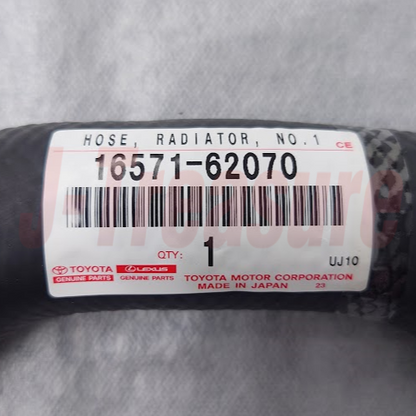 HOSE, RADIATOR, NO.1
CE
16571-62070
J-Treasure
QTY: 1
UJ10
TOYOTA
GENUINE PARTS
LEXUS
GENUINE PARTS
TOYOTA MOTOR CORPORATION
MADE IN JAPAN 23